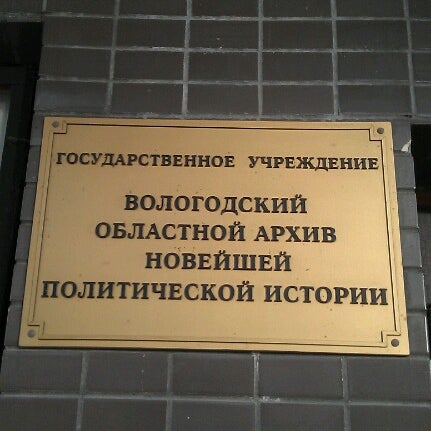 ГОСУДАРСТВЕННОЕ УЧРЕЖДЕНИЕ
ВОЛОГОДСКИЙ
ОБЛАСТНОЙ АРХИВ
НОВЕЙШЕЙ
ПОЛИТИЧЕСКОЙ ИСТОРИИ